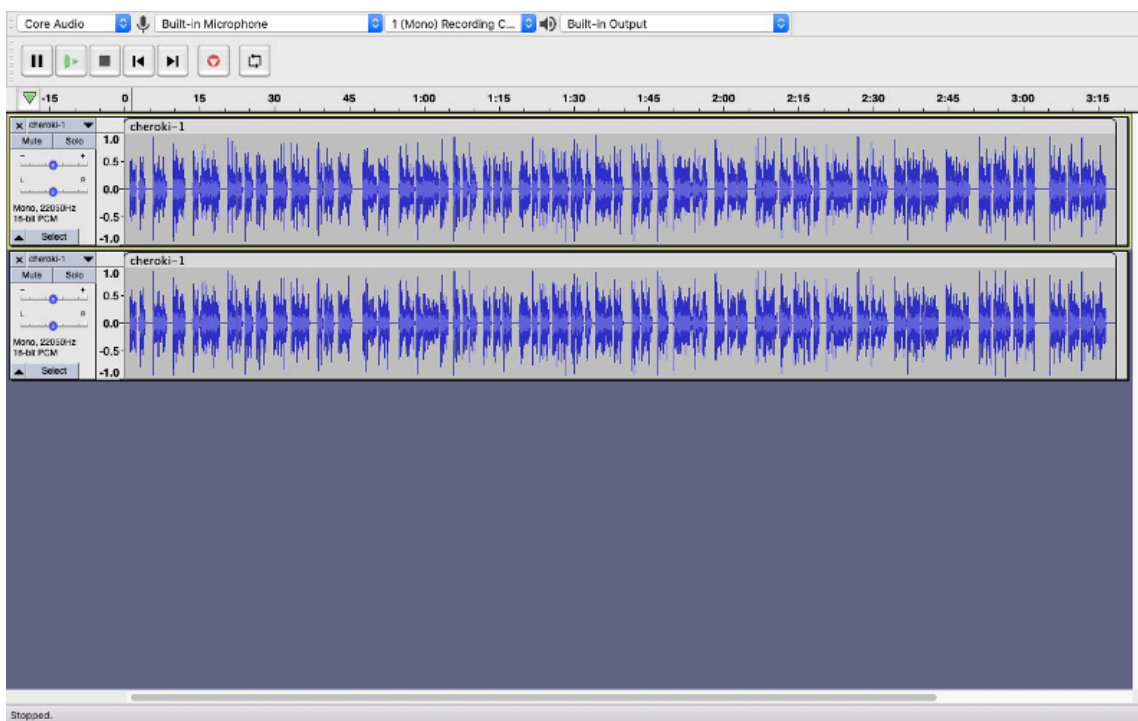 Core Audio Built-in Microphone 1 (Mono) Recording C... Built-in Output
-15 0 15 30 45 1:00 1:15 1:30 1:45 2:00 2:15 2:30 2:45 3:00 3:15
x cheroki-1 cheroki-1
Mute Solo 1.0
- + 0.5
L R
0.0
Mono, 22050Hz
16-bit PCM -0.5
Select -1.0
x cheroki-1 cheroki-1
Mute Solo 1.0
- + 0.5
L R
0.0
Mono, 22050Hz
16-bit PCM -0.5
Select -1.0
Stopped.